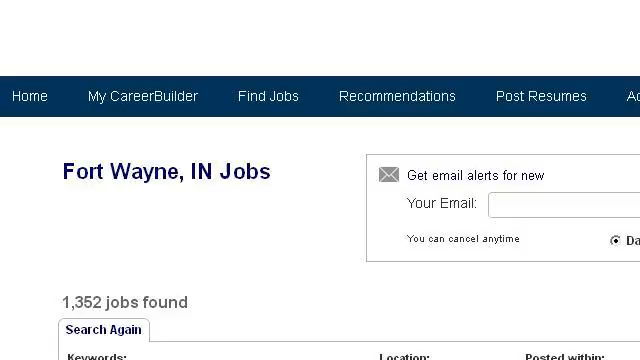 Home My CareerBuilder Find Jobs Recommendations Post Resumes
Fort Wayne, IN Jobs
Get email alerts for new
Your Email:
You can cancel anytime
1,352 jobs found
Search Again
Keywords: Location: Posted within: